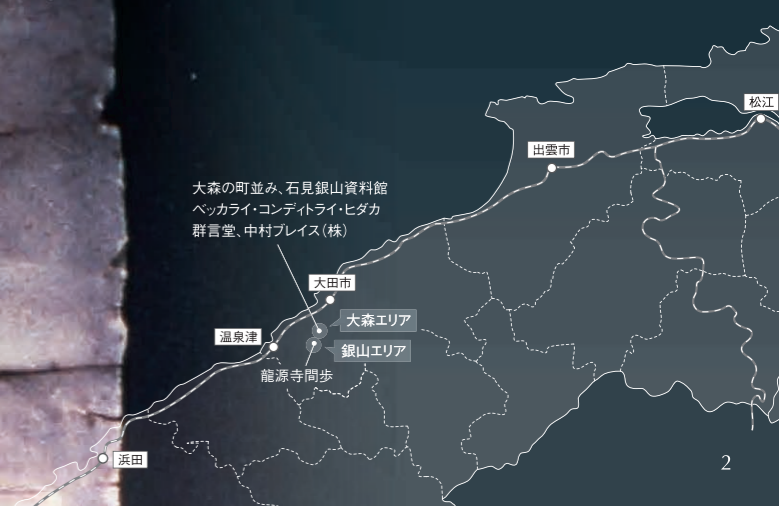 松江
出雲市
大森の町並み、石見銀山資料館
ベッカライ・コンディトライ・ヒダカ
群言堂、中村ブレイス（株）
大田市
大森エリア
温泉津
銀山エリア
龍源寺間歩
浜田
2